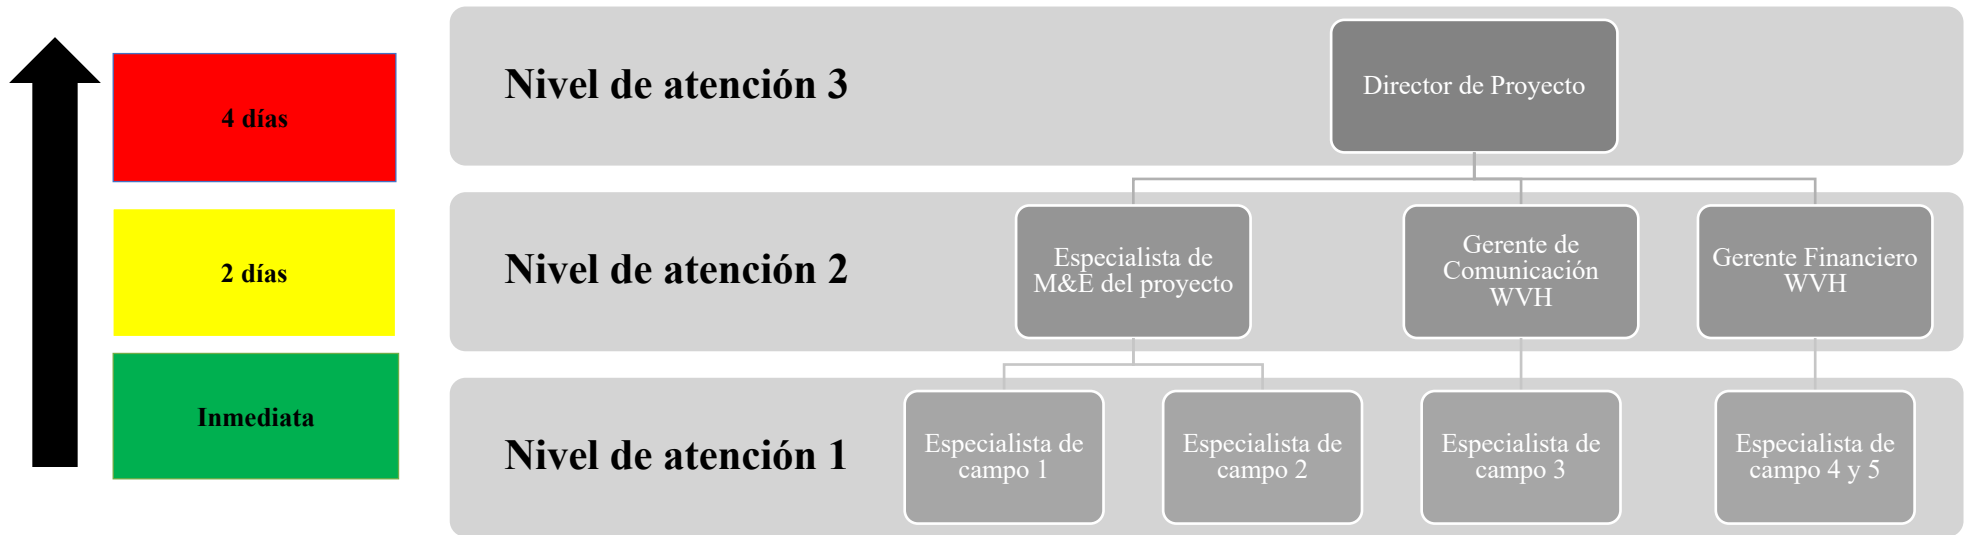 4 días
Nivel de atención 3
Director de Proyecto
2 días
Nivel de atención 2
Especialista de
M&E del proyecto
Gerente de
Comunicación
WVH
Gerente Financiero
WVH
Inmediata
Nivel de atención 1
Especialista de
campo 1
Especialista de
campo 2
Especialista de
campo 3
Especialista de
campo 4 y 5